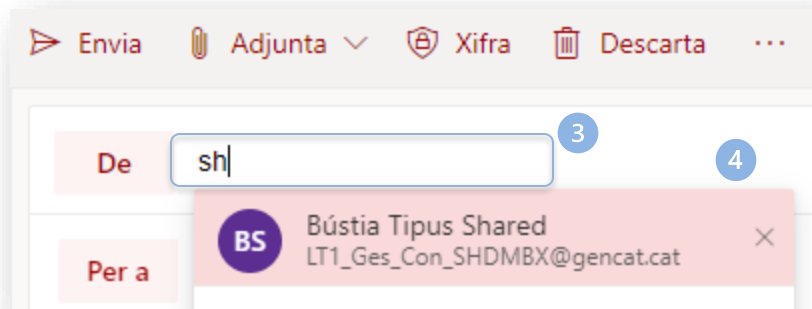 Envia Adjunta Xifra Descarta ...
3
De sh
4
BS Bústia Tipus Shared
LT1_Ges_Con_SHDMBX@gencat.cat
Per a